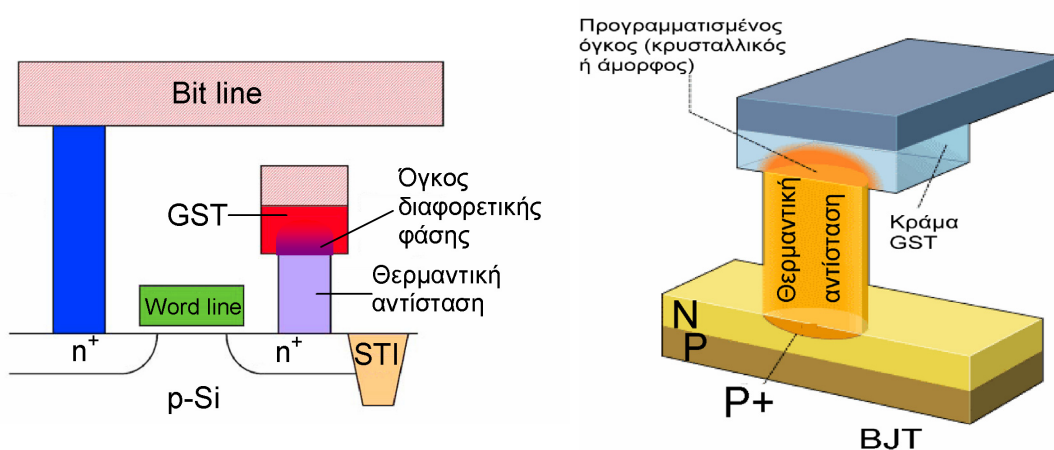 Bit line
GST
Όγκος
διαφορετικής
φάσης
Θερμαντική
αντίσταση
Word line
n+
n+
STI
p-Si
Προγραμματισμένος
όγκος (κρυσταλλικός
ή άμορφος)
Κράμα
GST
Θερμαντική
αντίσταση
N
P
P+
BJT